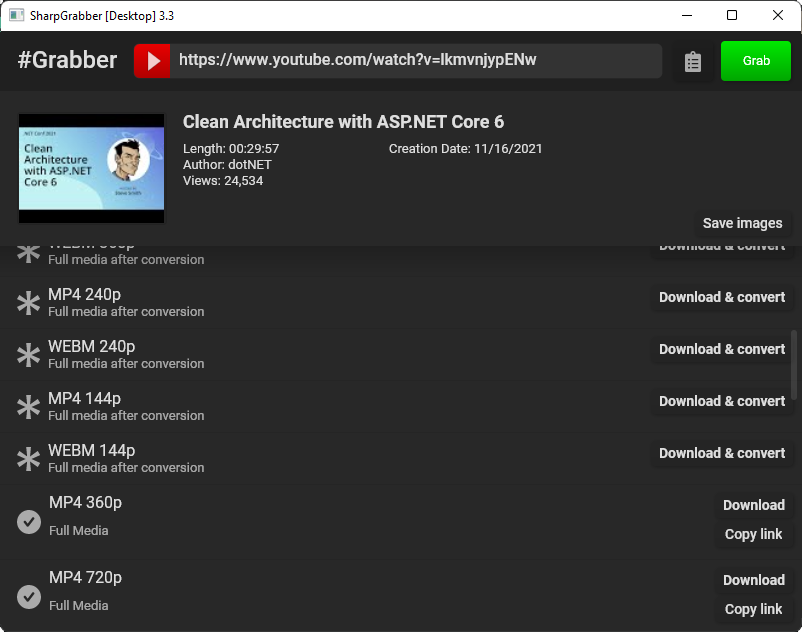 SharpGrabber [Desktop] 3.3
#Grabber
https://www.youtube.com/watch?v=lkmvnjypENw
Grab
.NET Conf 2021
Clean
Architecture
with ASP.NET
Core 6
Clean Architecture with ASP.NET Core 6
Length: 00:29:57
Creation Date: 11/16/2021
Author: dotNET
Views: 24,534
Save images
WEBM 360p
Download & convert
Full media after conversion
MP4 240p
Download & convert
Full media after conversion
WEBM 240p
Download & convert
Full media after conversion
MP4 144p
Download & convert
Full media after conversion
WEBM 144p
Download & convert
Full media after conversion
MP4 360p
Download
Full Media
Copy link
MP4 720p
Download
Full Media
Copy link